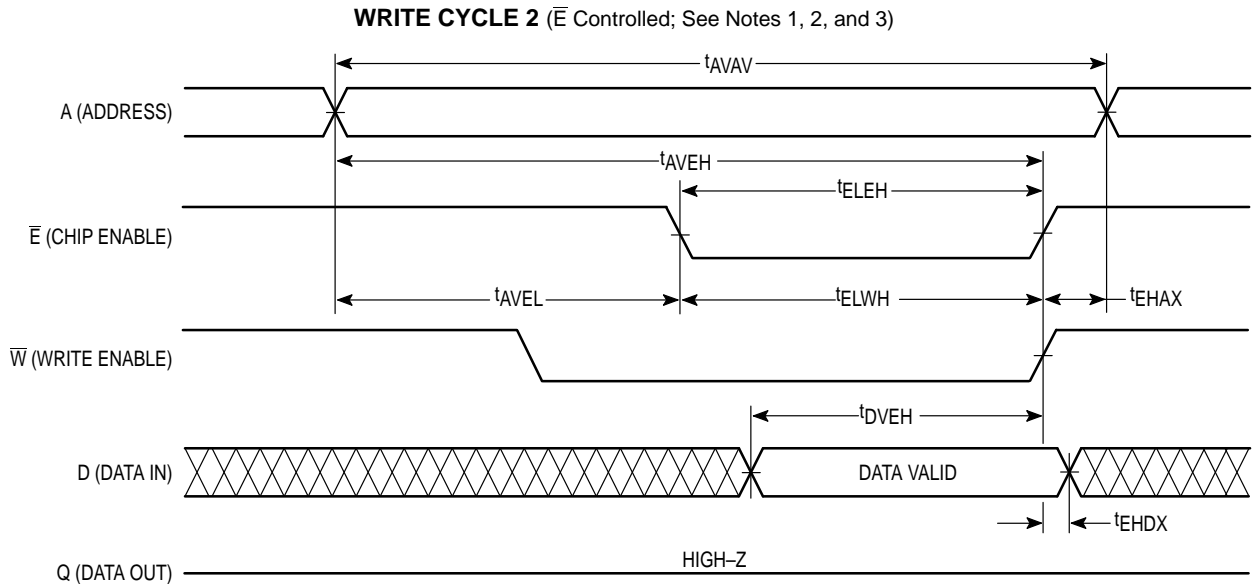 WRITE CYCLE 2 (E̅ Controlled; See Notes 1, 2, and 3)
tAVAV
A (ADDRESS)
tAVEH
tELEH
E̅ (CHIP ENABLE)
tAVEL
tELWH
tEHAX
W̅ (WRITE ENABLE)
tDVEH
D (DATA IN)
DATA VALID
tEHDX
Q (DATA OUT)
HIGH–Z